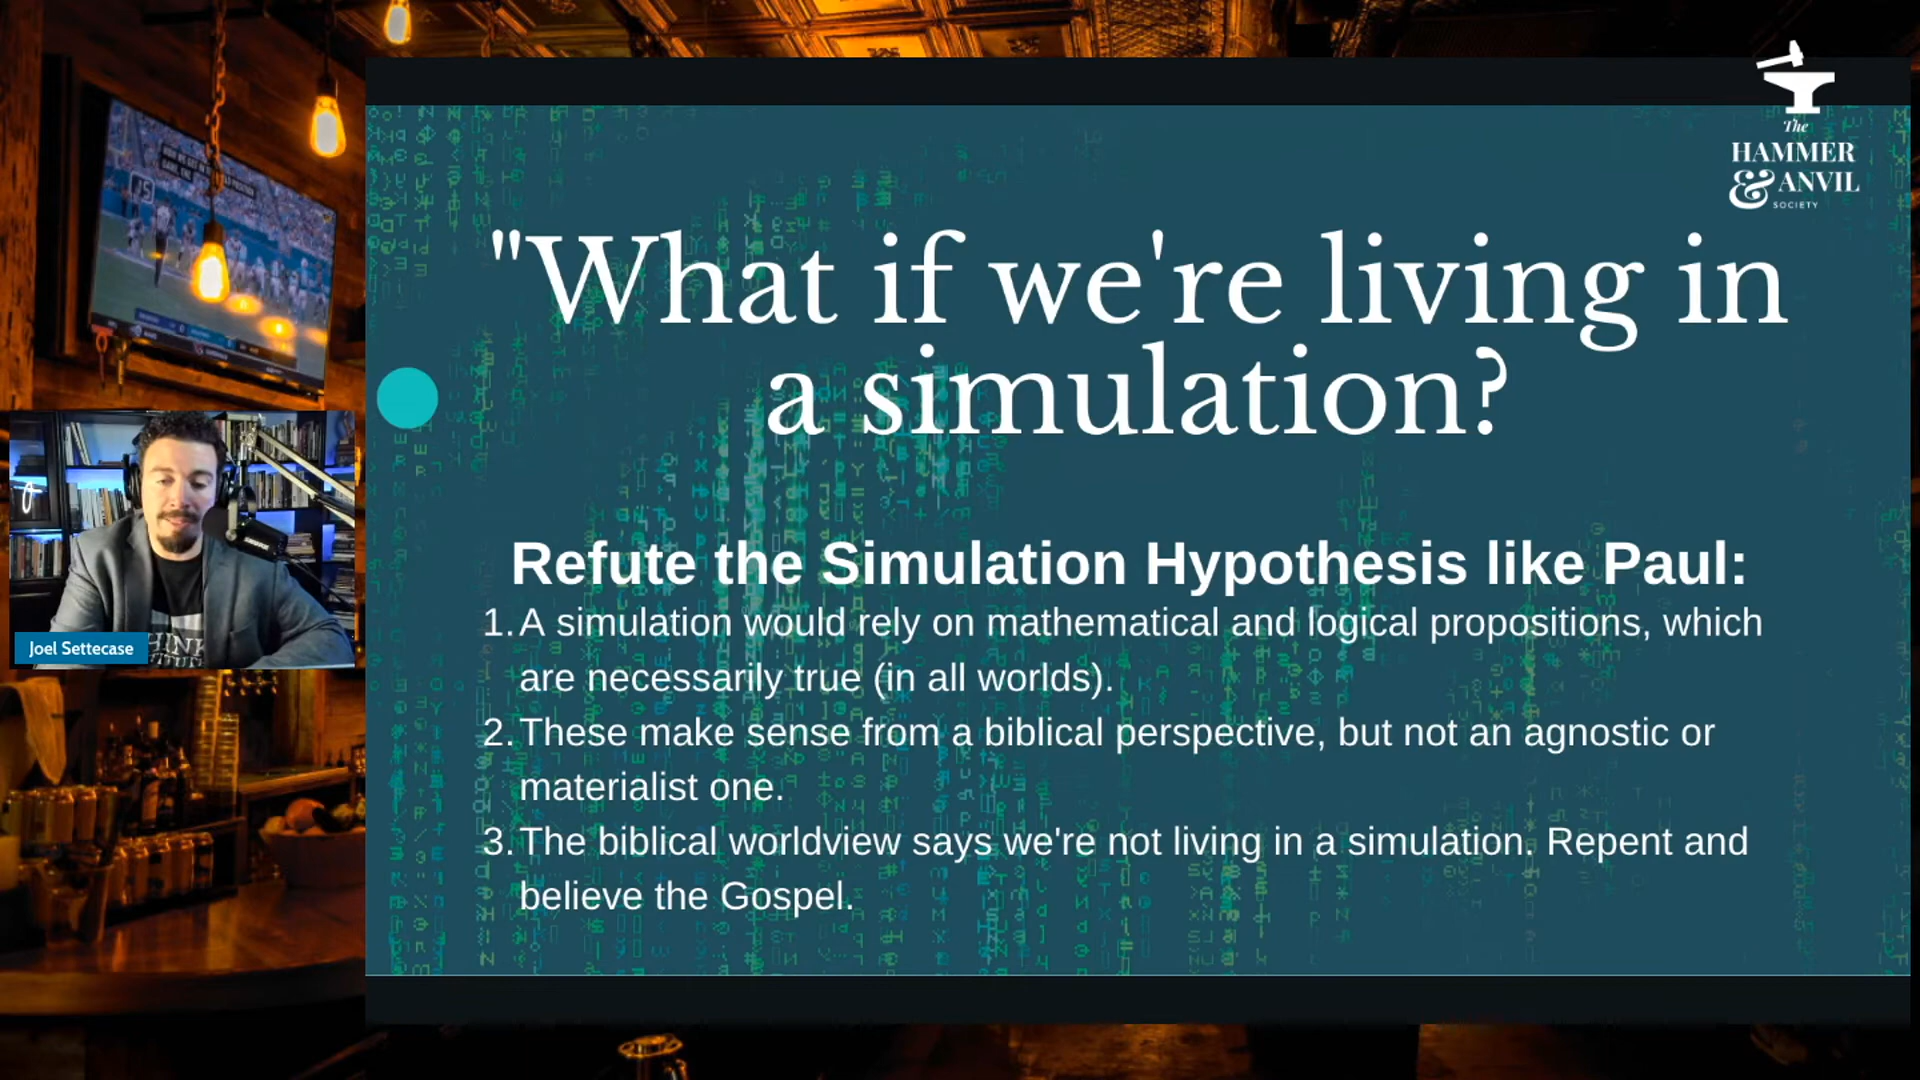 The
HAMMER
& ANVIL
SOCIETY
"What if we're living in
a simulation?
Refute the Simulation Hypothesis like Paul:
1. A simulation would rely on mathematical and logical propositions, which
are necessarily true (in all worlds).
2. These make sense from a biblical perspective, but not an agnostic or
materialist one.
3. The biblical worldview says we're not living in a simulation. Repent and
believe the Gospel.
Joel Settecase